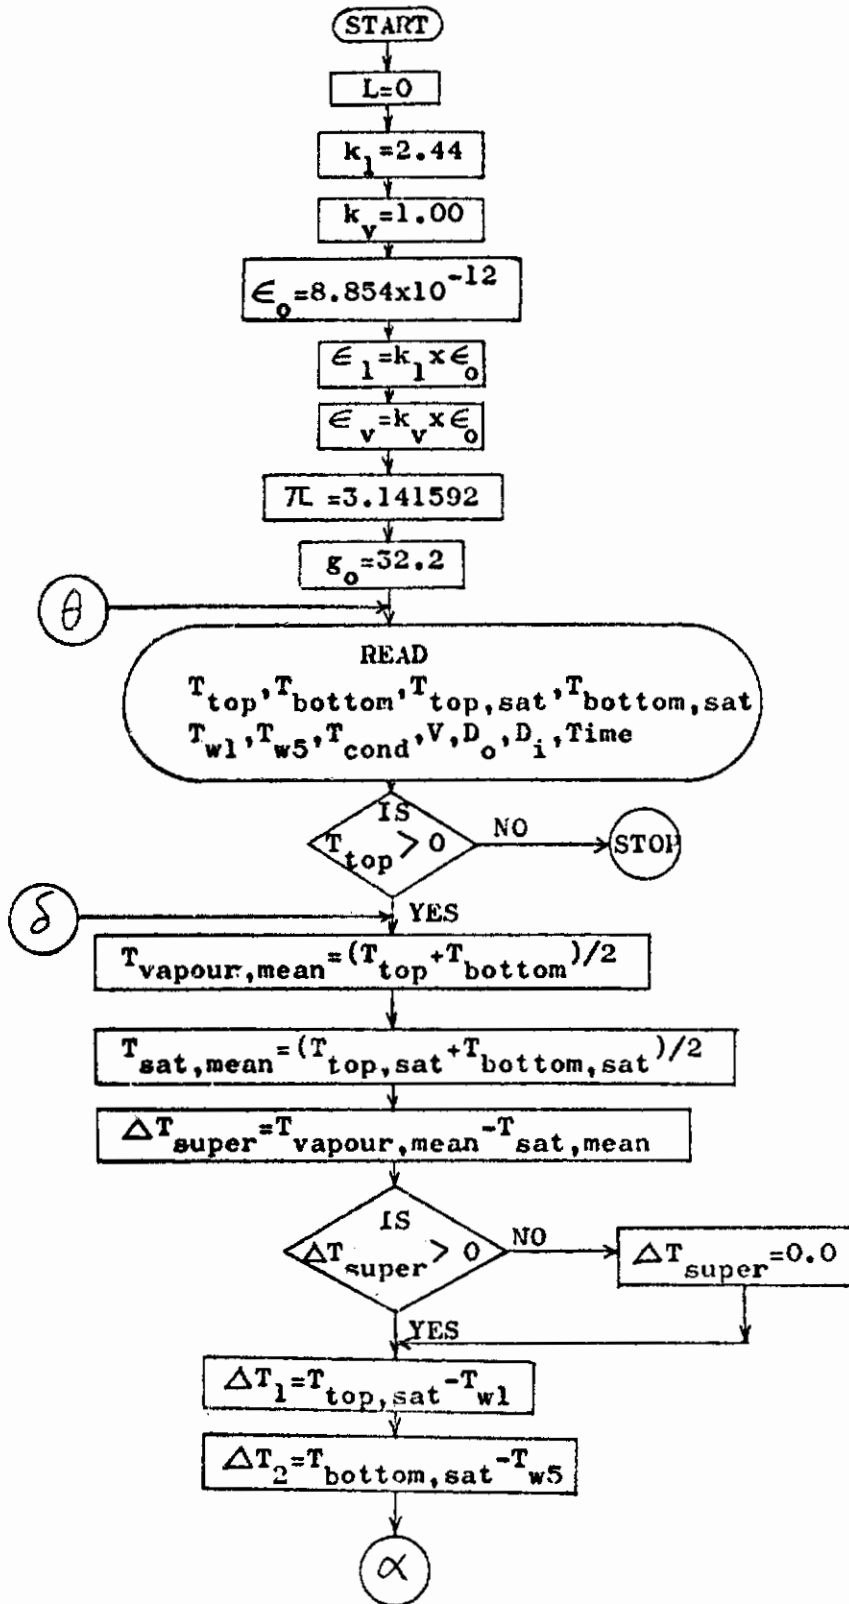 START
L=0
k_l=2.44
k_v=1.00
∈_o=8.854x10^-12
∈_l=k_l x∈_o
∈_v=k_v x∈_o
π=3.141592
g_o=32.2
θ
READ
T_top,T_bottom,T_top,sat,T_bottom,sat
T_w1,T_w5,T_cond,V,D_o,D_i,Time
IS
T_top > 0
NO
STOP
δ
YES
T_vapour,mean=(T_top+T_bottom)/2
T_sat,mean=(T_top,sat+T_bottom,sat)/2
ΔT_super=T_vapour,mean-T_sat,mean
IS
ΔT_super > 0
NO
ΔT_super=0.0
YES
ΔT_1=T_top,sat-T_w1
ΔT_2=T_bottom,sat-T_w5
α